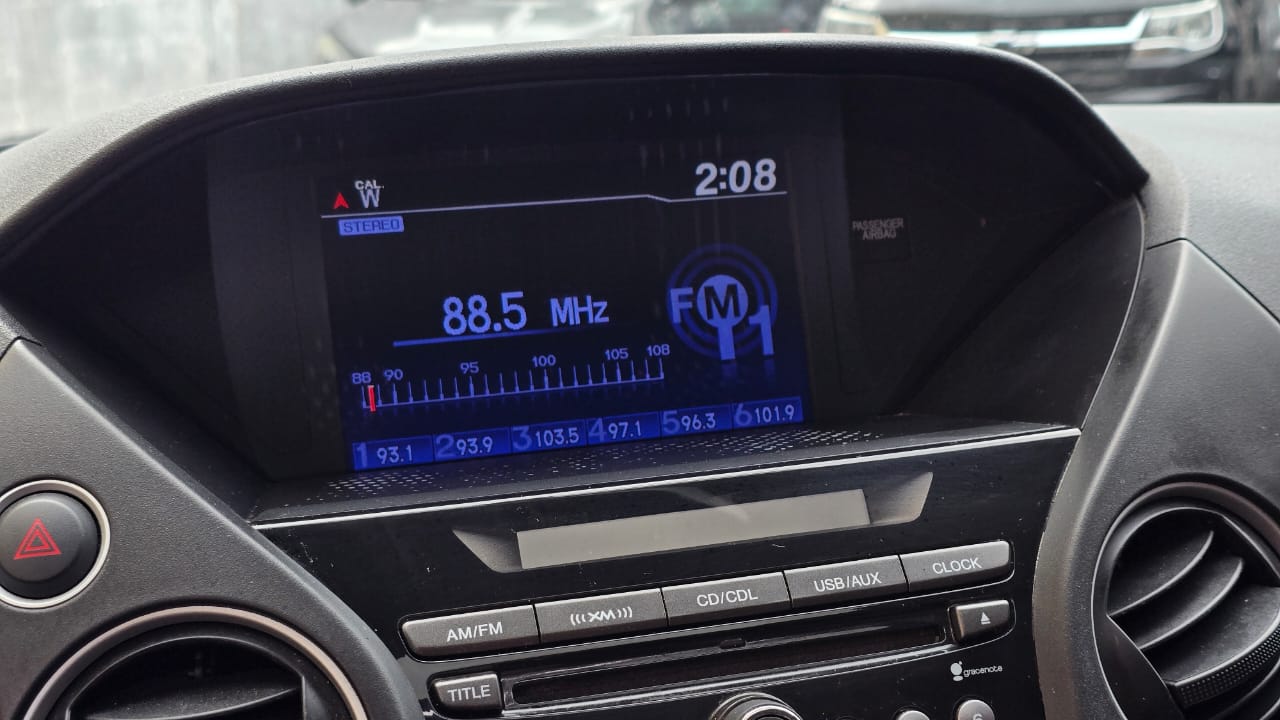 CAL.
W
2:08
STEREO
PASSENGER
AIRBAG
88.5 MHz
FM1
88 90 95 100 105 108
1 93.1 2 93.9 3 103.5 4 97.1 5 96.3 6 101.9
AM/FM (((XM))) CD/CDL USB/AUX CLOCK
TITLE
gracenote
6